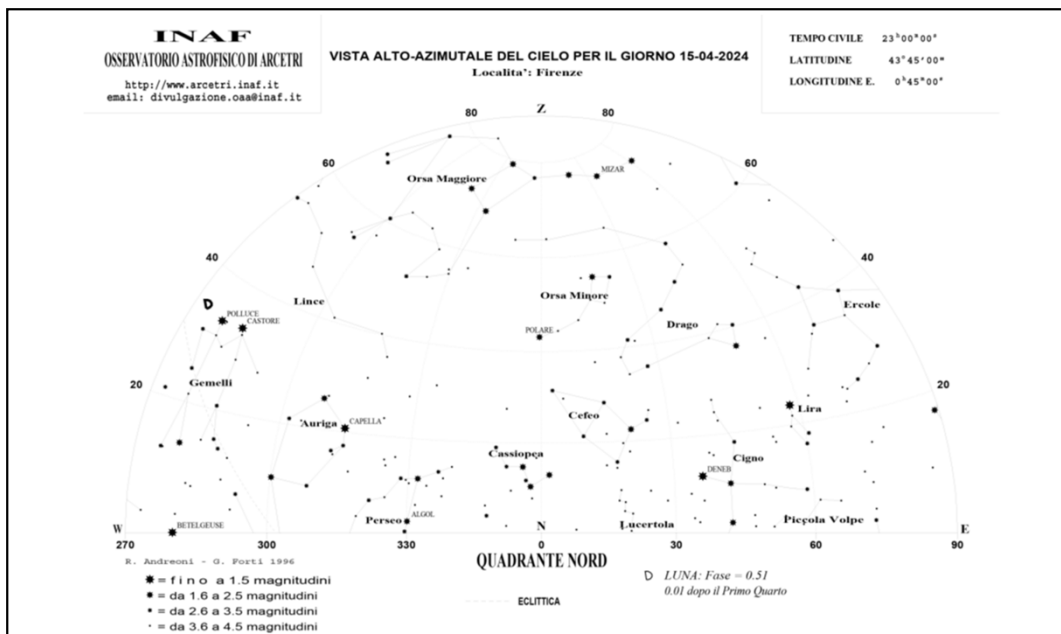 INAF
OSSERVATORIO ASTROFISICO DI ARCETRI
http://www.arcetri.inaf.it
email: divulgazione.oaa@inaf.it
VISTA ALTO-AZIMUTALE DEL CIELO PER IL GIORNO 15-04-2024
Localita': Firenze
TEMPO CIVILE 23h00m00s
LATITUDINE 43°45'00"
LONGITUDINE E. 0h45m00s
Z
80 80
60 MIZAR 60
Orsa Maggiore
40 40
D Lince Orsa Minore Ercole
POLLUCE
CASTORE
POLARE Drago
Gemelli
20 20
Auriga CAPELLA Cefeo Lira
Cassiopea Cigno
DENEB
Perseo ALGOL Lucertola Piccola Volpe
W BETELGEUSE N E
270 300 330 0 30 60 90
R. Andreoni - G. Forti 1996
QUADRANTE NORD
= fino a 1.5 magnitudini
= da 1.6 a 2.5 magnitudini
= da 2.6 a 3.5 magnitudini
= da 3.6 a 4.5 magnitudini
ECLITTICA
D LUNA: Fase = 0.51
0.01 dopo il Primo Quarto